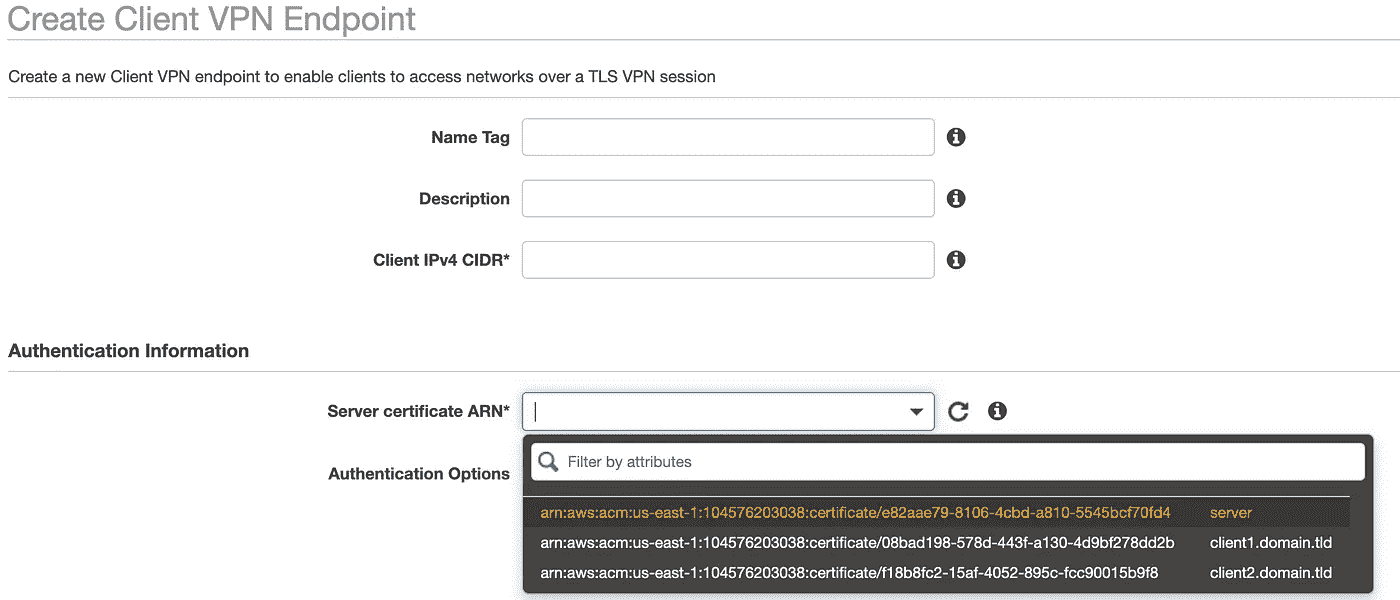 Create Client VPN Endpoint
Create a new Client VPN endpoint to enable clients to access networks over a TLS VPN session
Name Tag
Description
Client IPv4 CIDR*
Authentication Information
Server certificate ARN*
Filter by attributes
Authentication Options
arn:aws:acm:us-east-1:104576203038:certificate/e82aae79-8106-4cbd-a810-5545bcf70fd4 server
arn:aws:acm:us-east-1:104576203038:certificate/08bad198-578d-443f-a130-4d9bf278dd2b client1.domain.tld
arn:aws:acm:us-east-1:104576203038:certificate/f18b8fc2-15af-4052-895c-fcc90015b9f8 client2.domain.tld